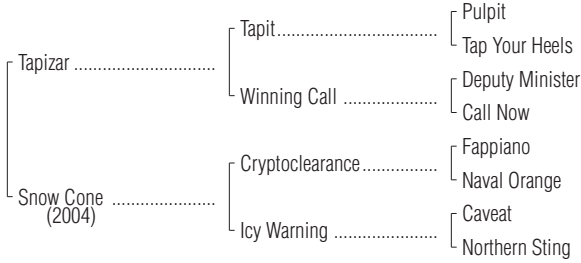 Pulpit
Tapit
Tap Your Heels
Tapizar
Deputy Minister
Winning Call
Call Now
Fappiano
Cryptoclearance
Naval Orange
Snow Cone
(2004)
Caveat
Icy Warning
Northern Sting